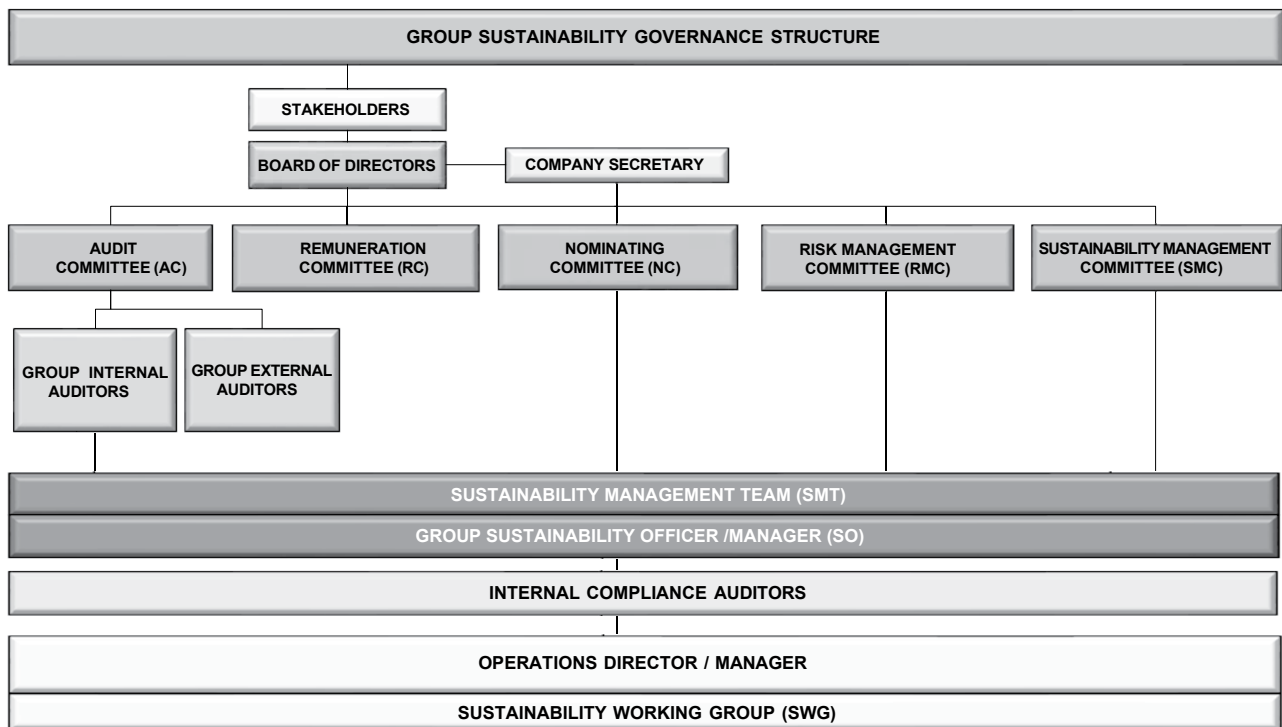 GROUP SUSTAINABILITY GOVERNANCE STRUCTURE
STAKEHOLDERS
BOARD OF DIRECTORS
COMPANY SECRETARY
AUDIT
COMMITTEE (AC)
REMUNERATION
COMMITTEE (RC)
NOMINATING
COMMITTEE (NC)
RISK MANAGEMENT
COMMITTEE (RMC)
SUSTAINABILITY MANAGEMENT
COMMITTEE (SMC)
GROUP INTERNAL
AUDITORS
GROUP EXTERNAL
AUDITORS
SUSTAINABILITY MANAGEMENT TEAM (SMT)
GROUP SUSTAINABILITY OFFICER /MANAGER (SO)
INTERNAL COMPLIANCE AUDITORS
OPERATIONS DIRECTOR / MANAGER
SUSTAINABILITY WORKING GROUP (SWG)